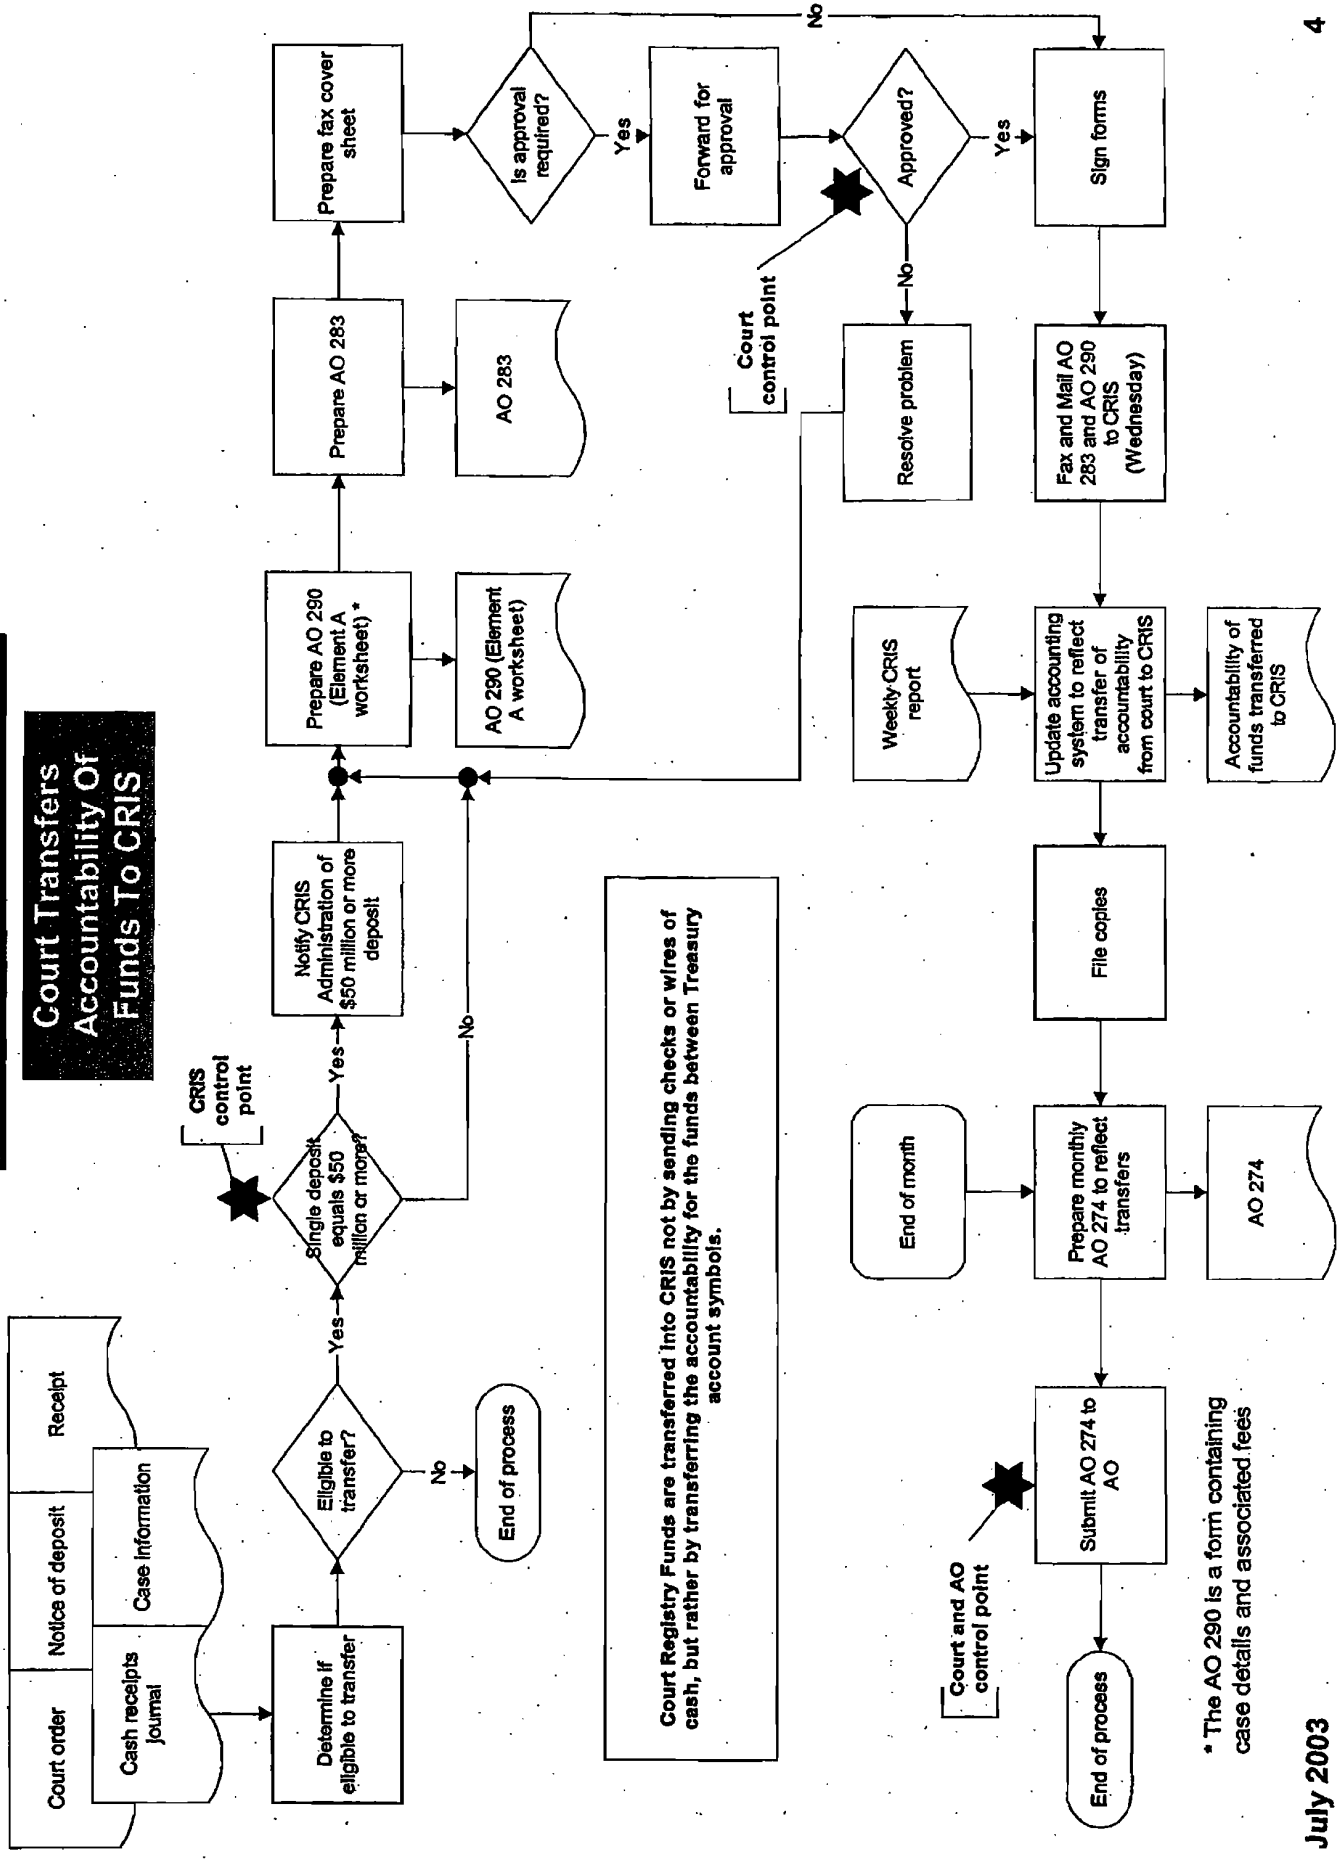 Court Transfers
Accountability Of
Funds To CRIS
Court order
Notice of deposit
Receipt
Cash receipts
journal
Case information
Determine if
eligible to transfer
Eligible to
transfer?
No
End of process
Yes
Single deposit
equals $50
million or more?
CRIS
control
point
Yes
No
Notify CRIS
Administration of
$50 million or more
deposit
Prepare AO 290
(Element A
worksheet) *
AO 290 (Element
A worksheet)
Prepare AO 283
AO 283
Prepare fax cover
sheet
Is approval
required?
No
Yes
Forward for
approval
Approved?
Court
control point
No
Resolve problem
Yes
Sign forms
Fax and Mail AO
283 and AO 290
to CRIS
(Wednesday)
Weekly CRIS
report
Update accounting
system to reflect
transfer of
accountability
from court to CRIS
Accountability of
funds transferred
to CRIS
File copies
End of month
Prepare monthly
AO 274 to reflect
transfers
AO 274
Submit AO 274 to
AO
Court and AO
control point
End of process
Court Registry Funds are transferred into CRIS not by sending checks or wires of
cash, but rather by transferring the accountability for the funds between Treasury
account symbols.
* The AO 290 is a form containing
case details and associated fees
July 2003
4